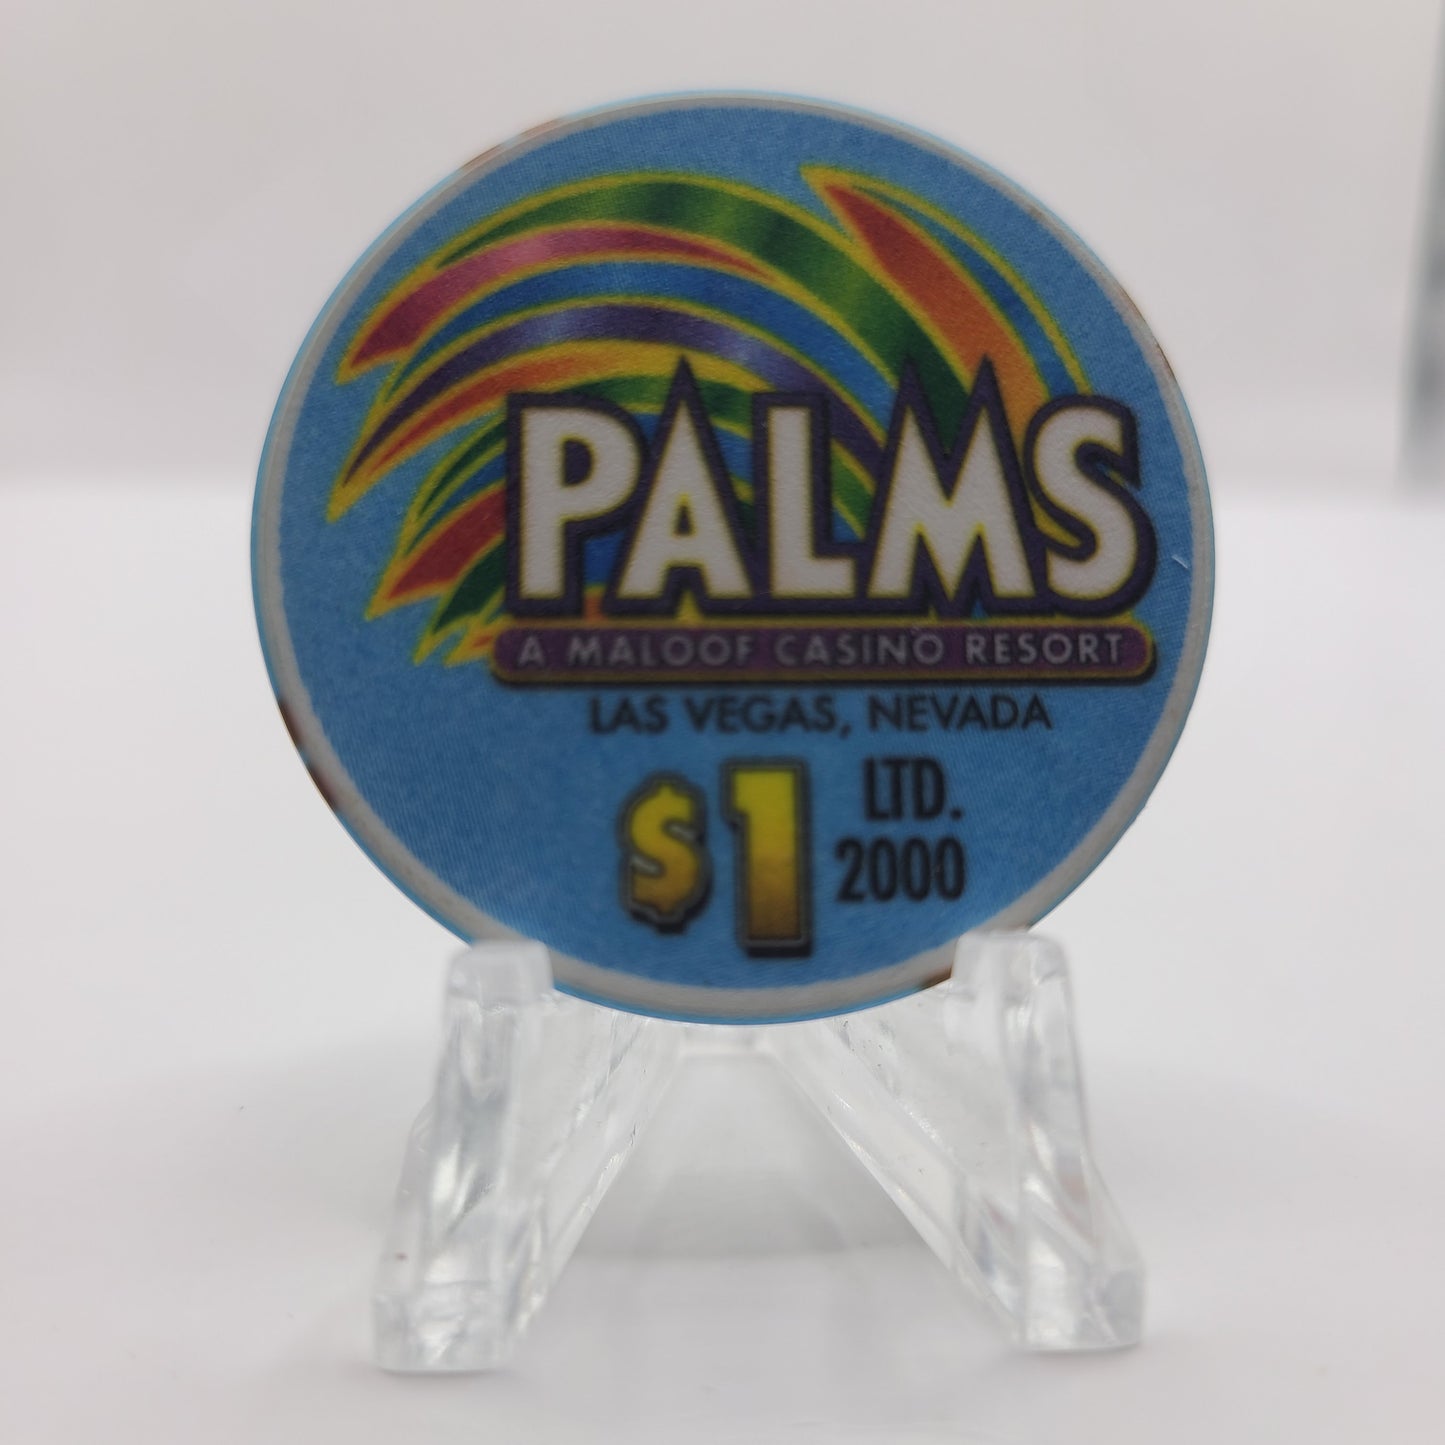 PALMS
A MALOOF CASINO RESORT
LAS VEGAS, NEVADA
$1 LTD.
2000